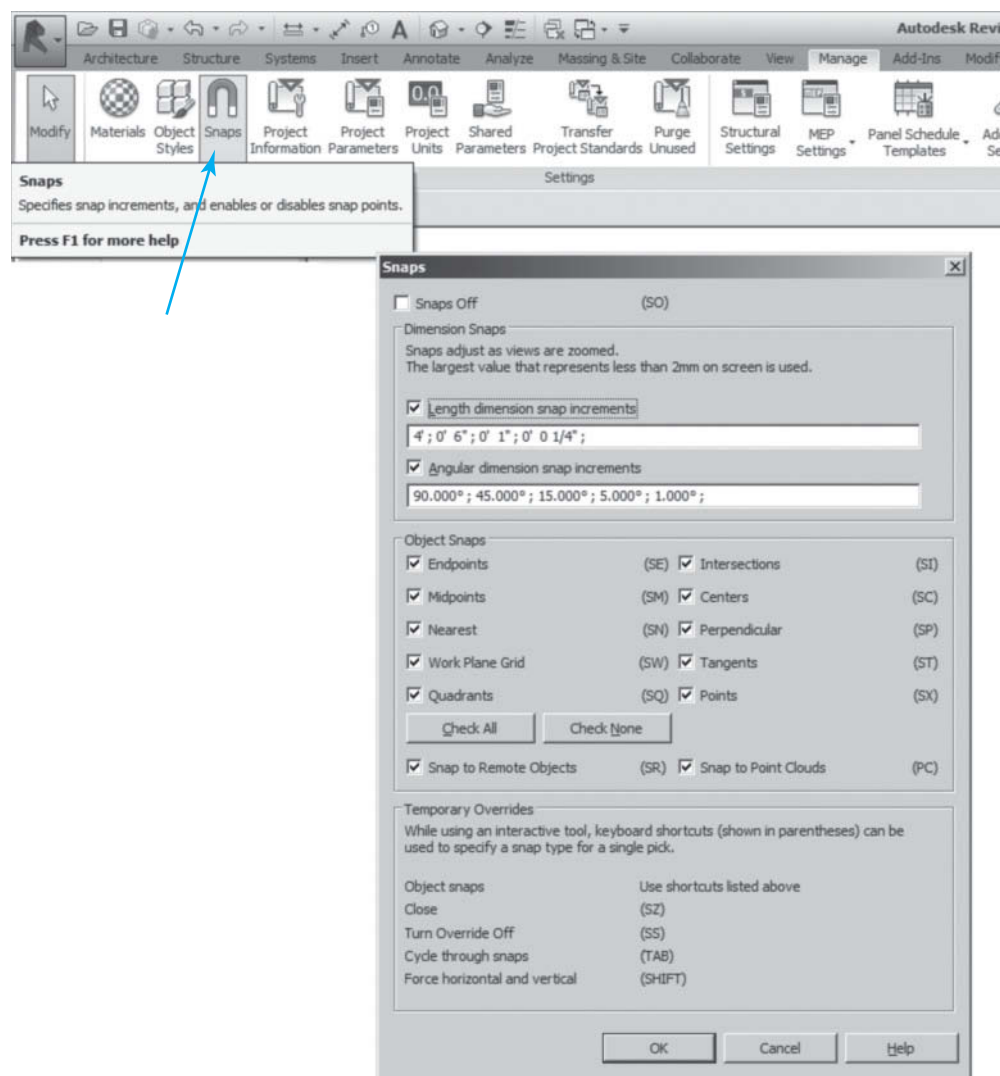 Autodesk Revi
Architecture Structure Systems Insert Annotate Analyze Massing & Site Collaborate View Manage Add-Ins Modif
Modify Materials Object Styles Snaps Project Information Project Parameters Project Units Shared Parameters Transfer Project Standards Purge Unused Structural Settings MEP Settings Panel Schedule Templates Ad Se
Settings
Snaps
Specifies snap increments, and enables or disables snap points.
Press F1 for more help
Snaps
Snaps Off (SO)
Dimension Snaps
Snaps adjust as views are zoomed.
The largest value that represents less than 2mm on screen is used.
Length dimension snap increments
4' ; 0' 6" ; 0' 1" ; 0' 0 1/4" ;
Angular dimension snap increments
90.000° ; 45.000° ; 15.000° ; 5.000° ; 1.000° ;
Object Snaps
Endpoints (SE) Intersections (SI)
Midpoints (SM) Centers (SC)
Nearest (SN) Perpendicular (SP)
Work Plane Grid (SW) Tangents (ST)
Quadrants (SQ) Points (SX)
Check All Check None
Snap to Remote Objects (SR) Snap to Point Clouds (PC)
Temporary Overrides
While using an interactive tool, keyboard shortcuts (shown in parentheses) can be
used to specify a snap type for a single pick.
Object snaps Use shortcuts listed above
Close (SZ)
Turn Override Off (SS)
Cycle through snaps (TAB)
Force horizontal and vertical (SHIFT)
OK Cancel Help